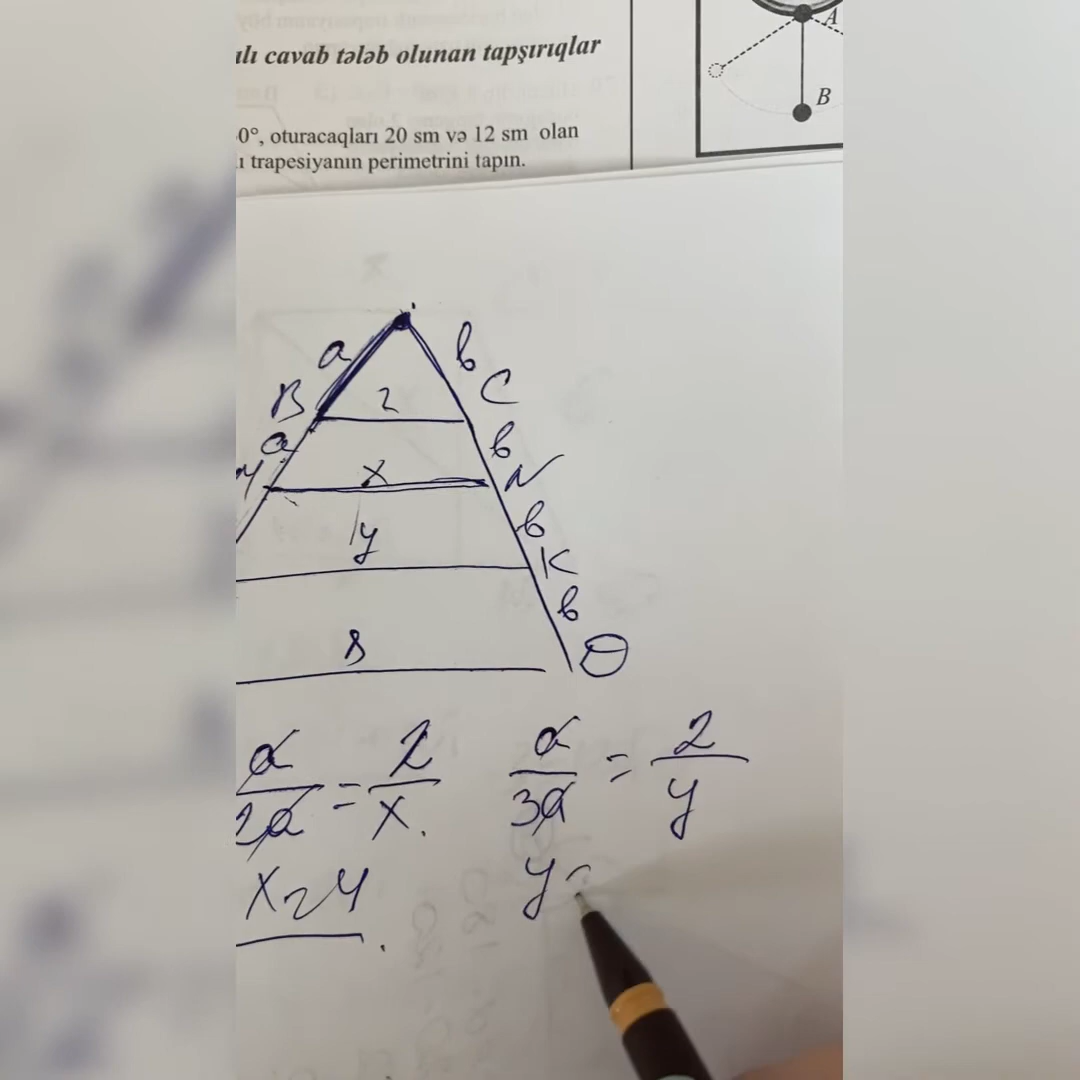 cavab tələb olunan tapşırıqlar
A
B
0°, oturacaqları 20 sm və 12 sm olan
trapesiyanın perimetrini tapın.
a b
B 2 C
a b
x N
y b
K
b
8 D
a/2a = 2/x. a/3a = 2/y
x=4 y=